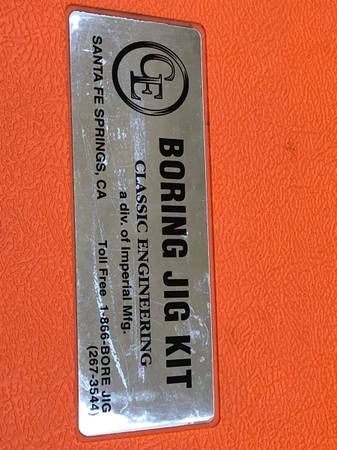 CE
BORING JIG KIT
CLASSIC ENGINEERING
a div. of Imperial Mfg.
SANTA FE SPRINGS, CA Toll Free 1-866-BORE JIG
(267-3544)